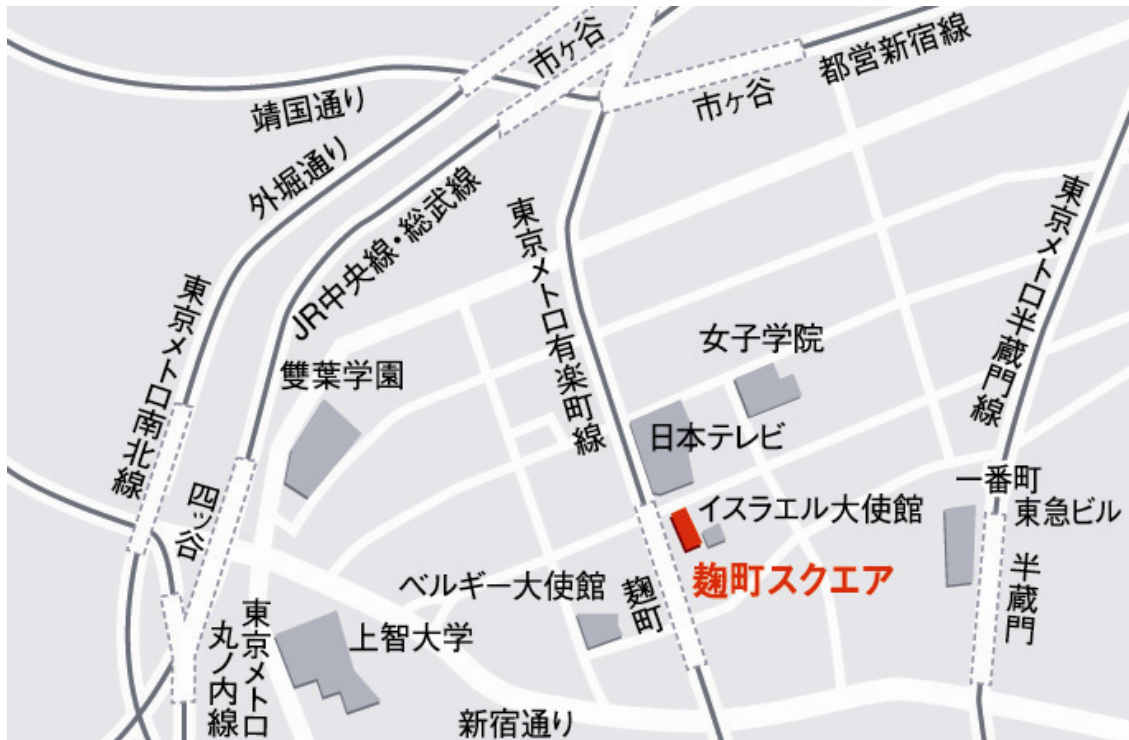 市ヶ谷
都営新宿線
市ヶ谷
靖国通り
外堀通り
JR中央線・総武線
東京メトロ有楽町線
東京メトロ半蔵門線
東京メトロ南北線
女子学院
雙葉学園
日本テレビ
四ッ谷
イスラエル大使館
一番町
東急ビル
麹町スクエア
ベルギー大使館
麹町
半蔵門
上智大学
東京メトロ
丸ノ内線
新宿通り